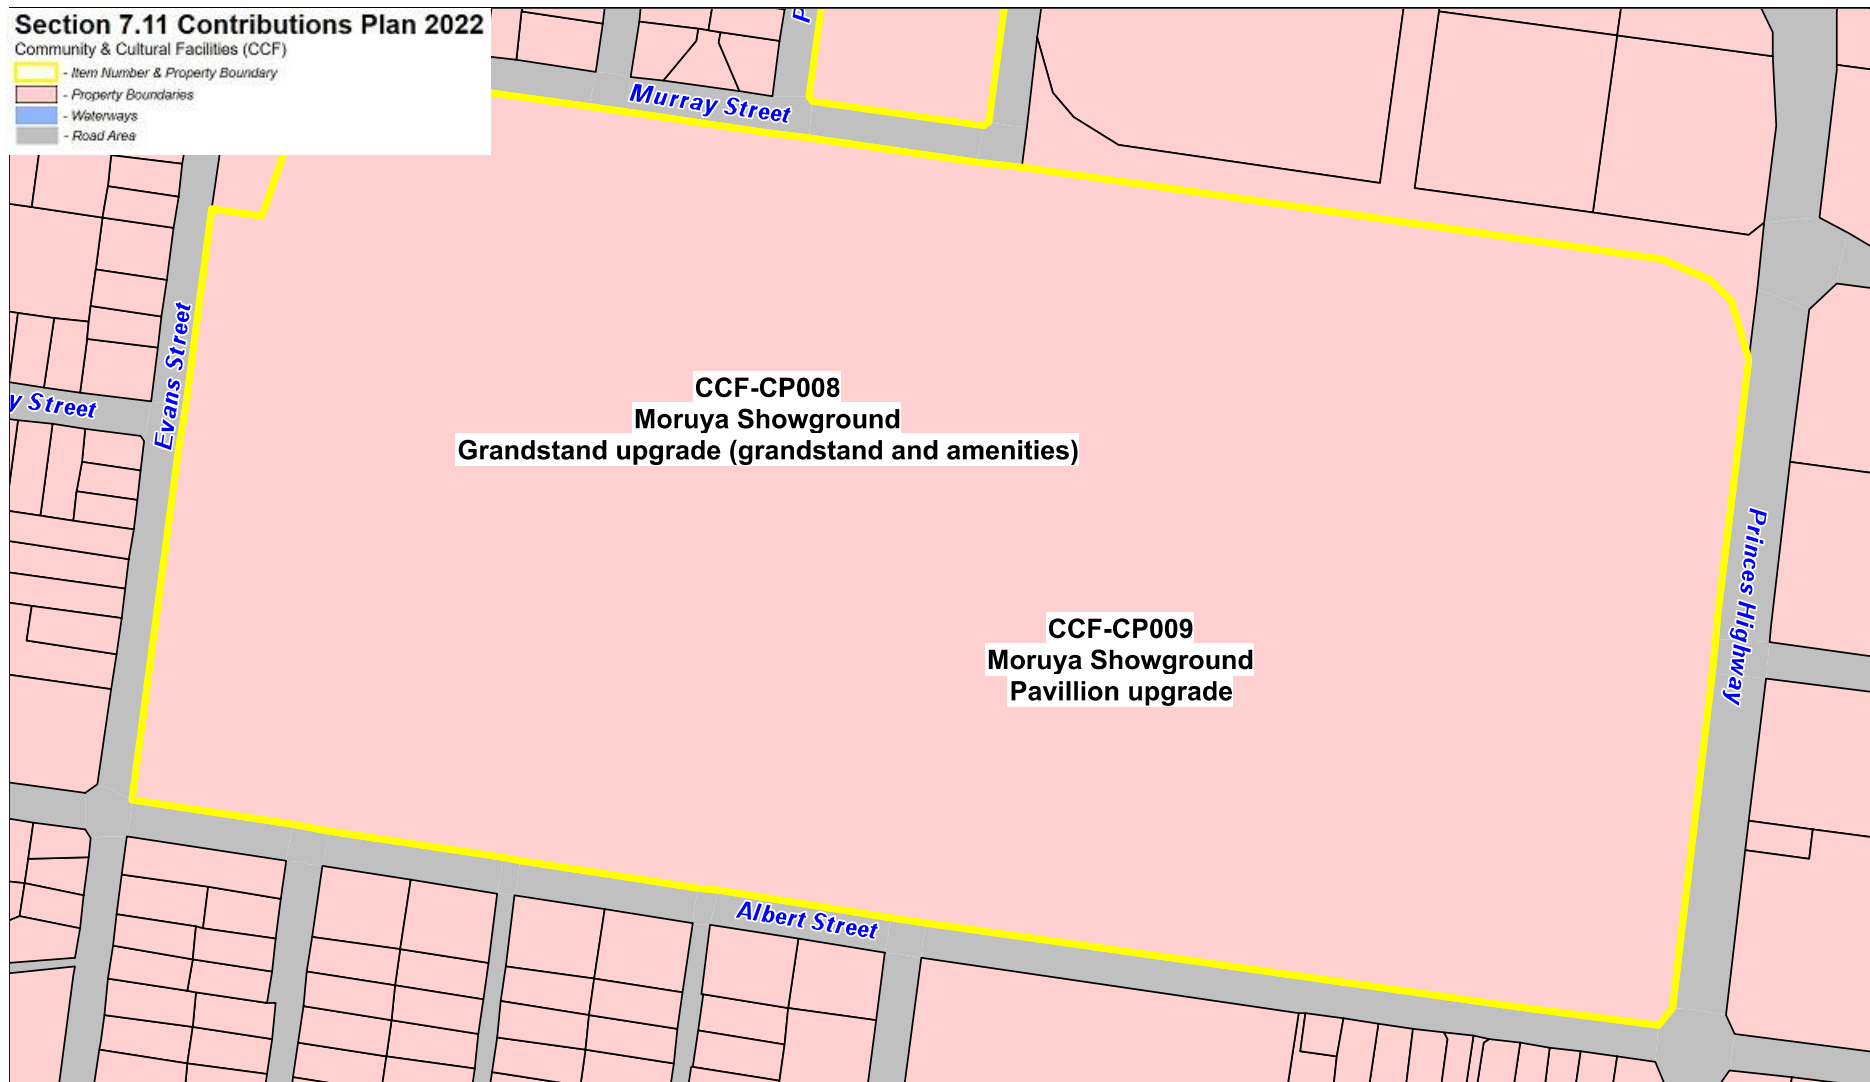 Section 7.11 Contributions Plan 2022
Community & Cultural Facilities (CCF)
- Item Number & Property Boundary
- Property Boundaries
- Waterways
- Road Area
P
Murray Street
Evans Street
y Street
CCF-CP008
Moruya Showground
Grandstand upgrade (grandstand and amenities)
Princes Highway
CCF-CP009
Moruya Showground
Pavillion upgrade
Albert Street